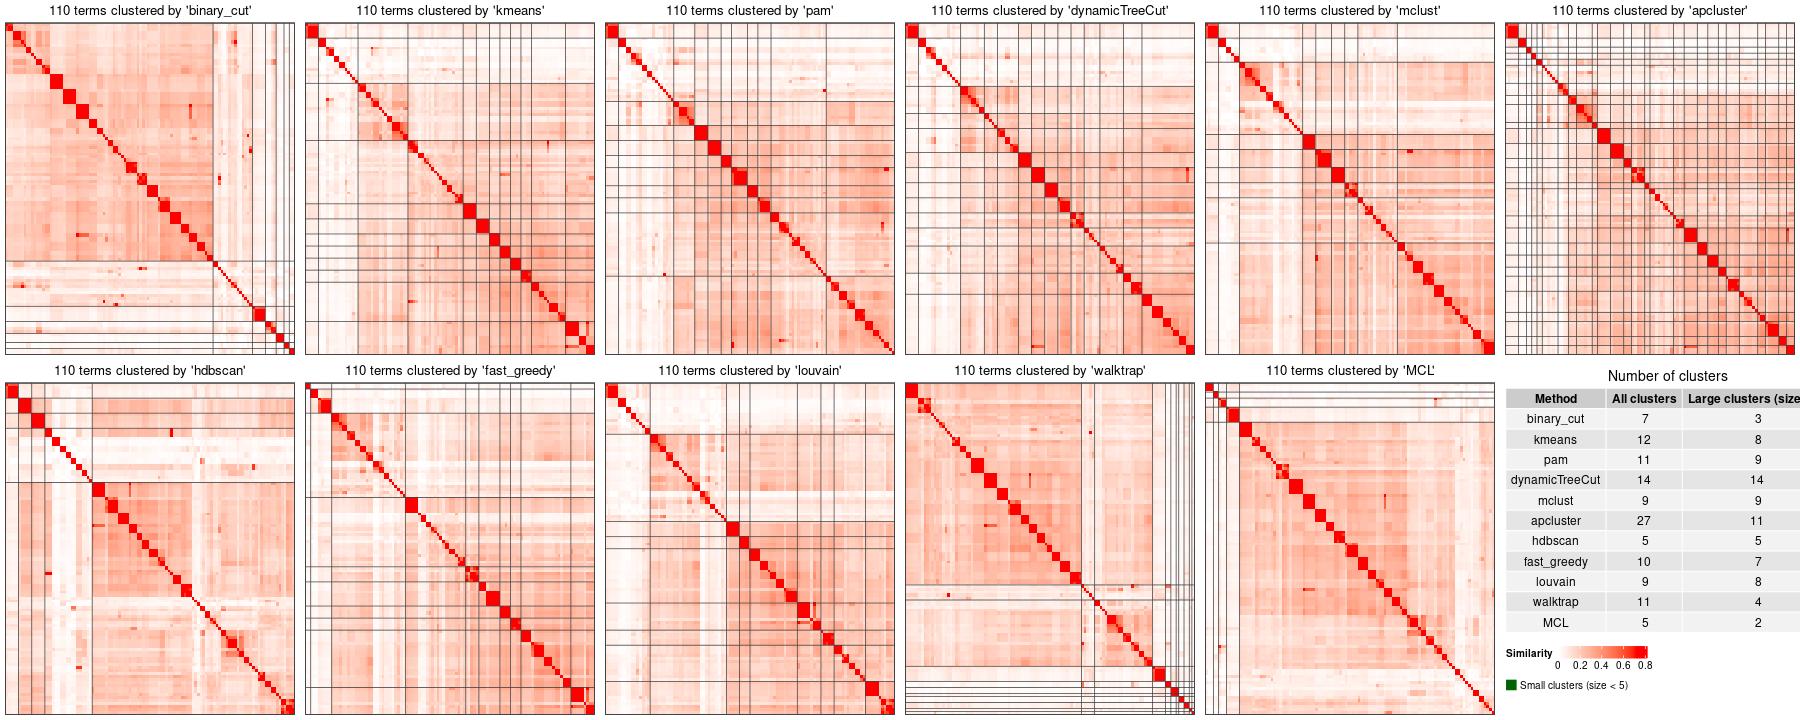 110 terms clustered by 'binary_cut'
110 terms clustered by 'kmeans'
110 terms clustered by 'pam'
110 terms clustered by 'dynamicTreeCut'
110 terms clustered by 'mclust'
110 terms clustered by 'apcluster'
110 terms clustered by 'hdbscan'
110 terms clustered by 'fast_greedy'
110 terms clustered by 'louvain'
110 terms clustered by 'walktrap'
110 terms clustered by 'MCL'
Number of clusters
Method All clusters Large clusters (size
binary_cut 7 3
kmeans 12 8
pam 11 9
dynamicTreeCut 14 14
mclust 9 9
apcluster 27 11
hdbscan 5 5
fast_greedy 10 7
louvain 9 8
walktrap 11 4
MCL 5 2
Similarity
0 0.2 0.4 0.6 0.8
Small clusters (size < 5)